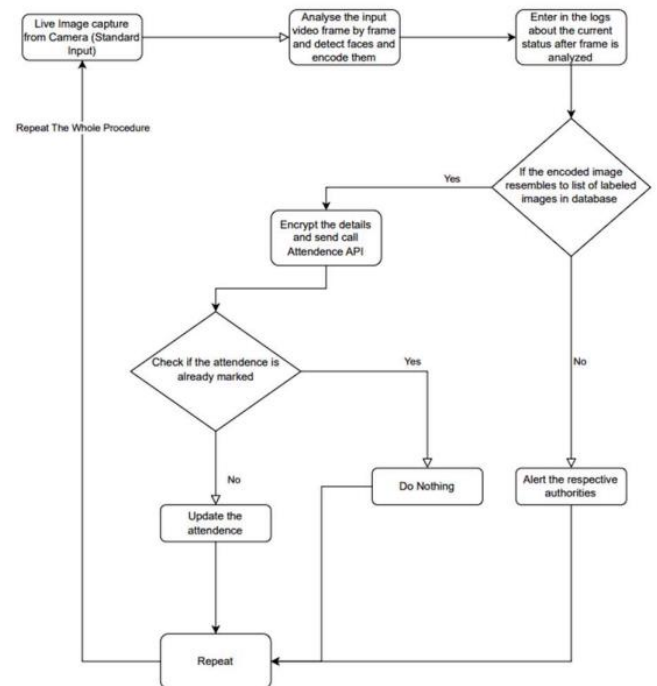 Live Image capture
from Camera (Standard
Input)
Analyse the input
video frame by frame
and detect faces and
encode them
Enter in the logs
about the current
status after frame is
analyzed
Repeat The Whole Procedure
If the encoded image
resembles to list of labeled
images in database
Yes
Encrypt the details
and send call
Attendence API
Check if the attendence is
already marked
Yes
No
No
Do Nothing
Alert the respective
authorities
Update the
attendence
Repeat